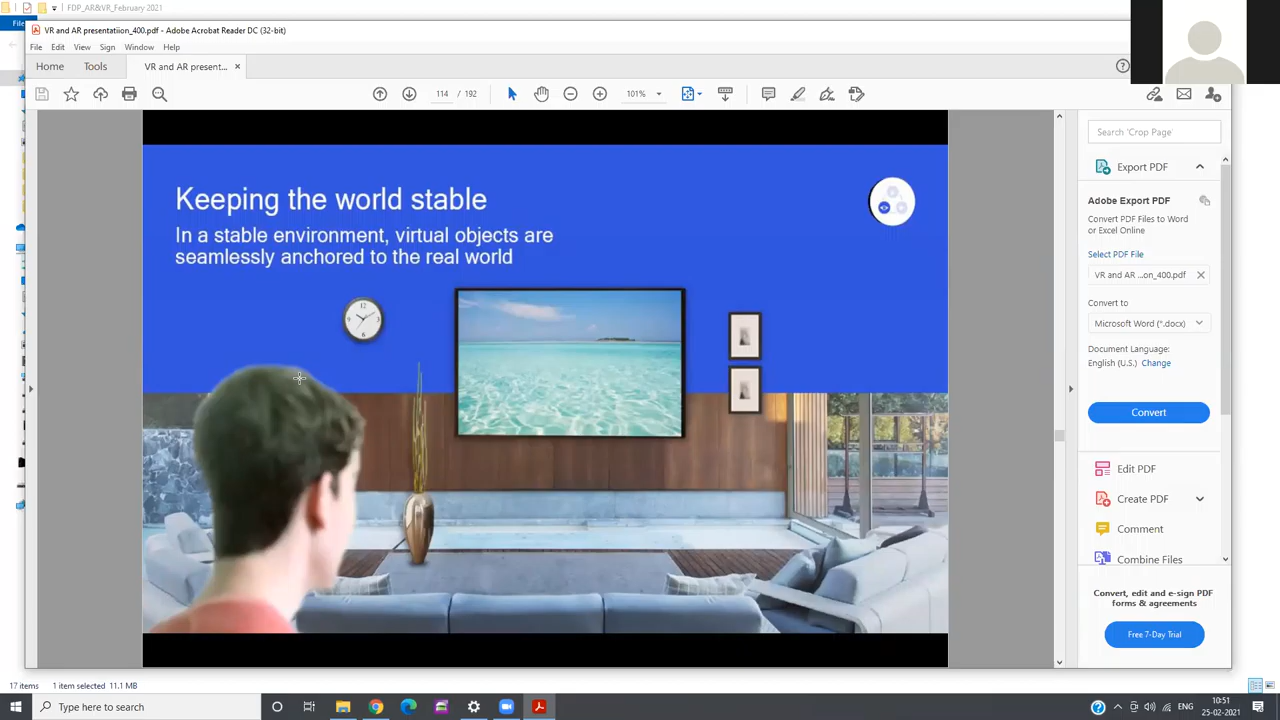 FDP_AR&VR_February 2021
File
VR and AR presentatiion_400.pdf - Adobe Acrobat Reader DC (32-bit)
File Edit View Sign Window Help
Home Tools VR and AR present... ×
114 / 192 101%
Search 'Crop Page'
Export PDF
Keeping the world stable
In a stable environment, virtual objects are
seamlessly anchored to the real world
Adobe Export PDF
Convert PDF Files to Word
or Excel Online
Select PDF File
VR and AR ...on_400.pdf ×
Convert to
Microsoft Word (*.docx)
Document Language:
English (U.S.) Change
Convert
Edit PDF
Create PDF
Comment
Combine Files
Convert, edit and e-sign PDF
forms & agreements
Free 7-Day Trial
17 items 1 item selected 11.1 MB
Type here to search
ENG
10:51
25-02-2021